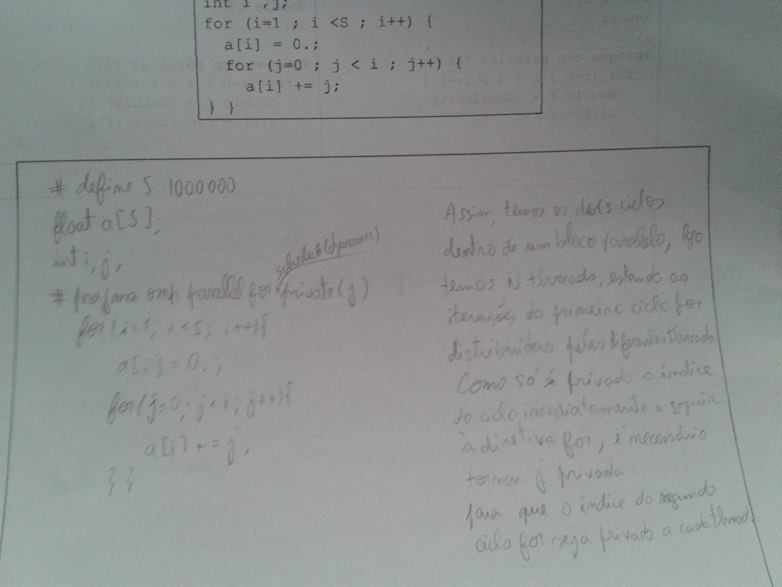 int i ,j;
for (i=1 ; i <S ; i++) {
a[i] = 0.;
for (j=0 ; j < i ; j++) {
a[i] += j;
} }
# define S 1000000
float a[S];
int i, j;
schedule(dynamic)
# pragma omp parallel for private(j)
for(i=1; i<S; i++){
a[i] = 0.;
for(j=0; j<i; j++){
a[i] += j;
} }
Assim, temos os dois ciclos
dentro de um bloco paralelo, logo
temos N threads, estando as
iterações do primeiro ciclo for
distribuídas pelas diferentes threads.
Como só é privado o índice
do ciclo imediatamente a seguir
à diretiva for, é necessário
tornar j privada
para que o índice do segundo
ciclo for seja privado a cada thread